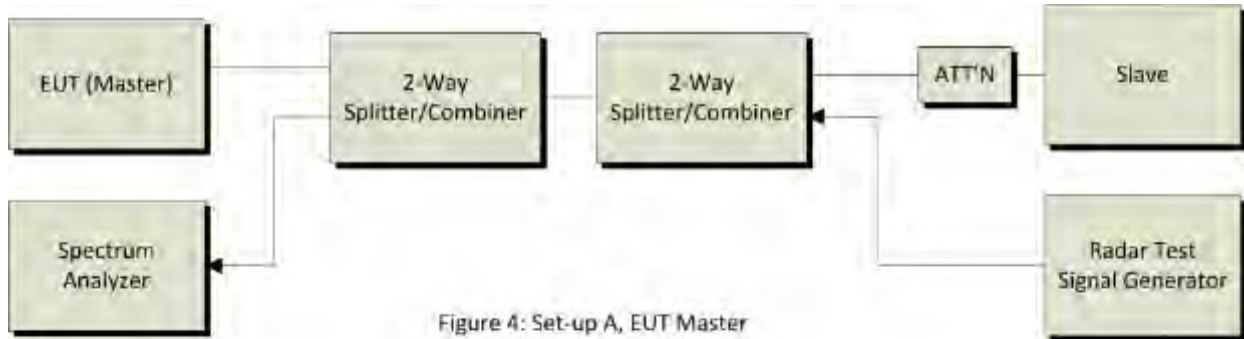 EUT (Master)
2-Way
Splitter/Combiner
2-Way
Splitter/Combiner
ATT'N
Slave
Spectrum
Analyzer
Radar Test
Signal Generator
Figure 4: Set-up A, EUT Master